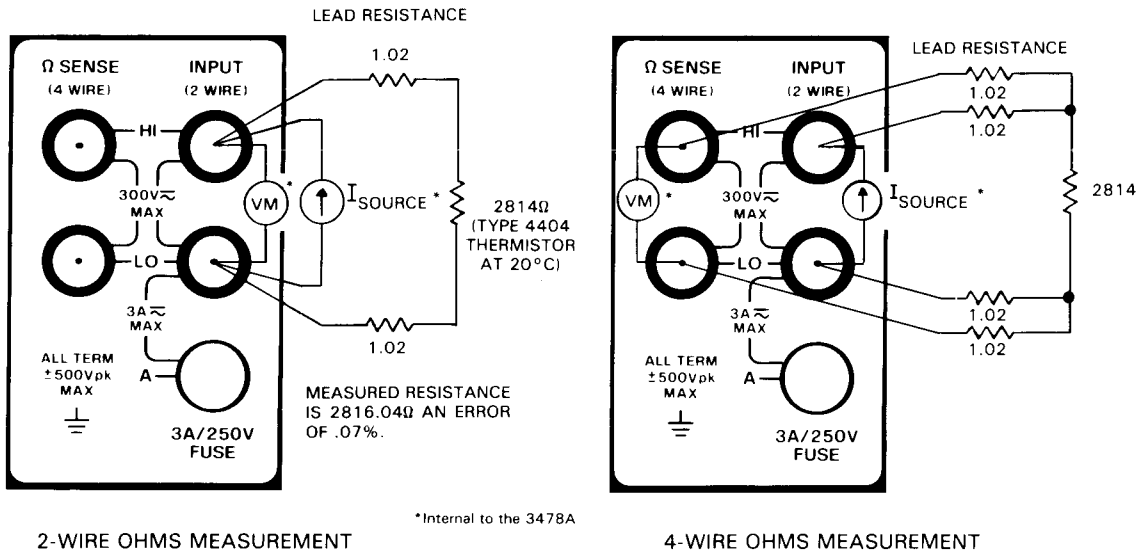 LEAD RESISTANCE
1.02
Ω SENSE
(4 WIRE)
INPUT
(2 WIRE)
HI
300V⎓
MAX
VM
*
I SOURCE *
2814Ω
(TYPE 4404
THERMISTOR
AT 20°C)
LO
3A⎓
MAX
1.02
ALL TERM
±500Vpk
MAX
A
3A/250V
FUSE
MEASURED RESISTANCE
IS 2816.04Ω AN ERROR
OF .07%.
2-WIRE OHMS MEASUREMENT
*Internal to the 3478A
LEAD RESISTANCE
1.02
1.02
Ω SENSE
(4 WIRE)
INPUT
(2 WIRE)
HI
VM
*
300V⎓
MAX
I SOURCE *
2814
LO
3A⎓
MAX
1.02
1.02
ALL TERM
±500Vpk
MAX
A
3A/250V
FUSE
4-WIRE OHMS MEASUREMENT